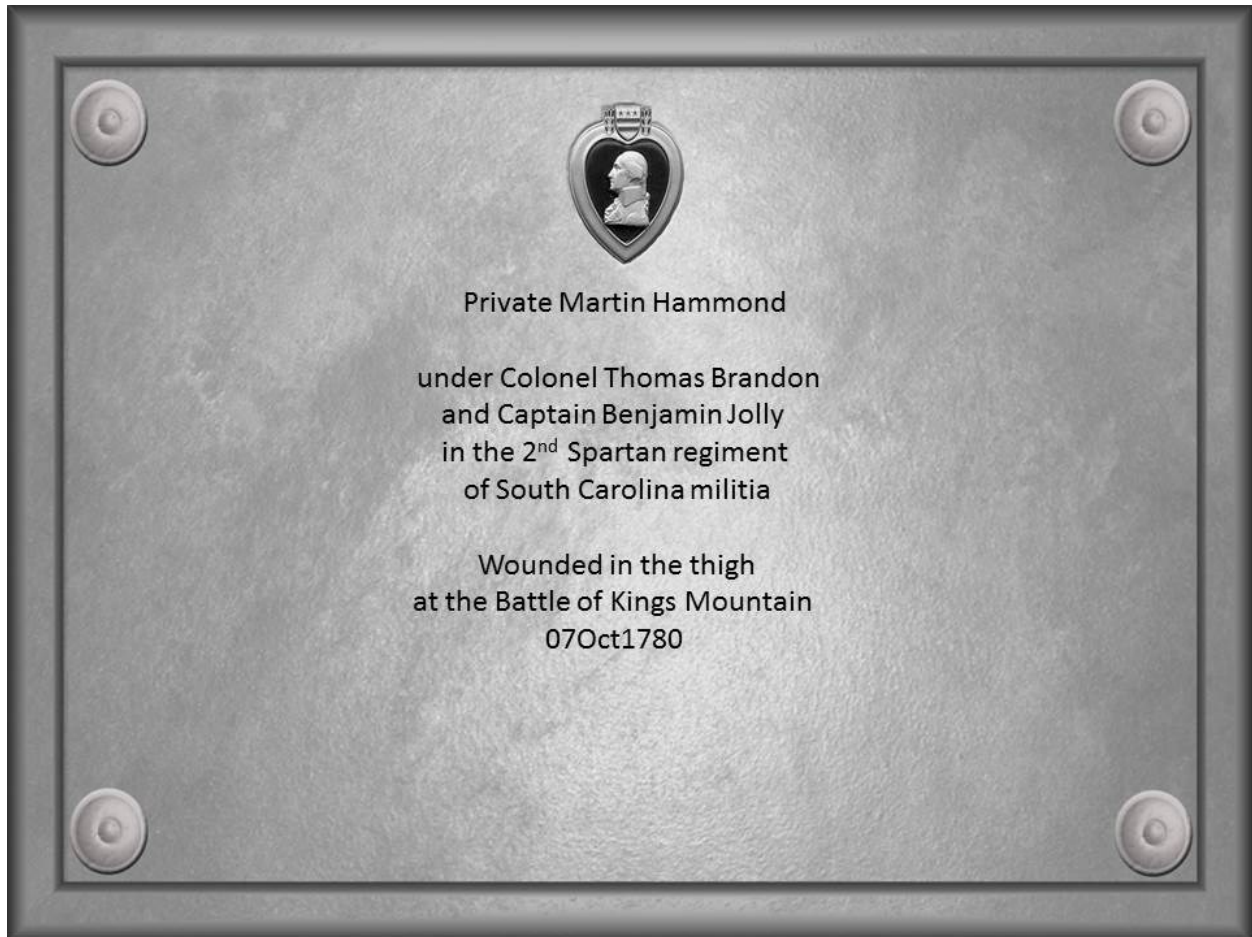 Private Martin Hammond
under Colonel Thomas Brandon
and Captain Benjamin Jolly
in the 2nd Spartan regiment
of South Carolina militia
Wounded in the thigh
at the Battle of Kings Mountain
07Oct1780